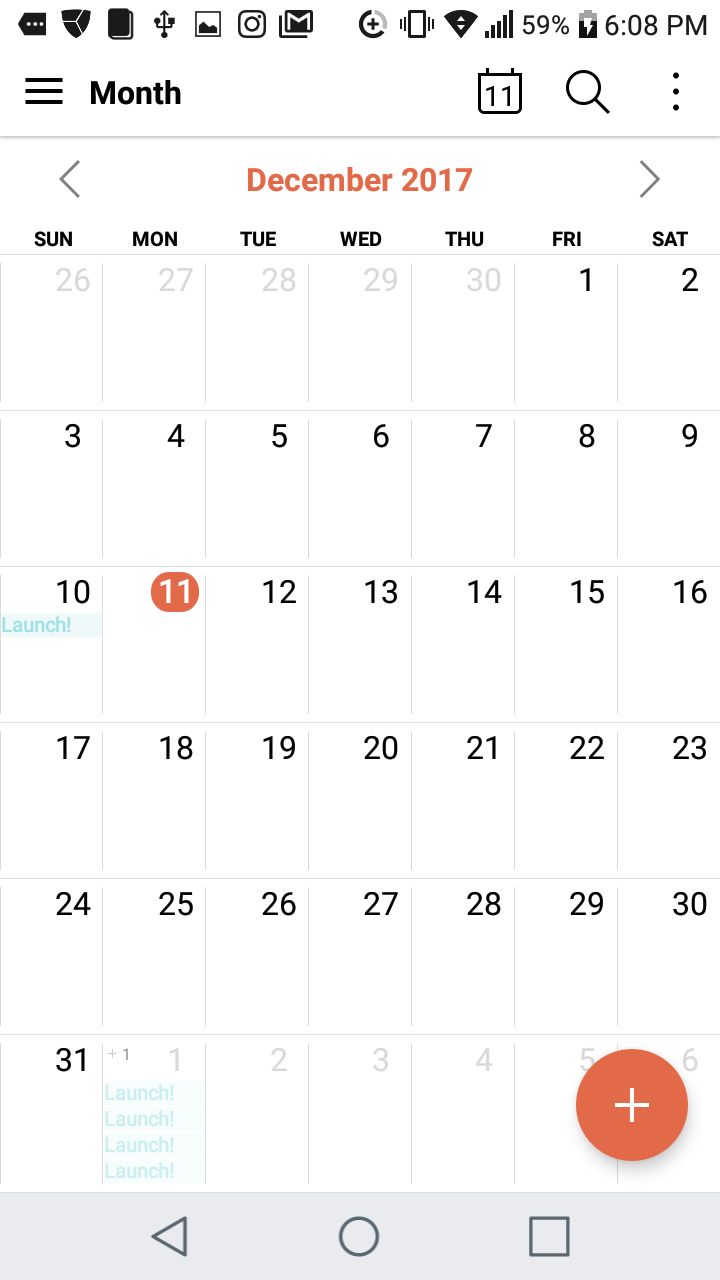 59% 6:08 PM
Month 11
December 2017
SUN MON TUE WED THU FRI SAT
26 27 28 29 30 1 2
3 4 5 6 7 8 9
10 11 12 13 14 15 16
Launch!
17 18 19 20 21 22 23
24 25 26 27 28 29 30
31 + 1 1 2 3 4 5 6
Launch!
Launch!
Launch!
Launch!